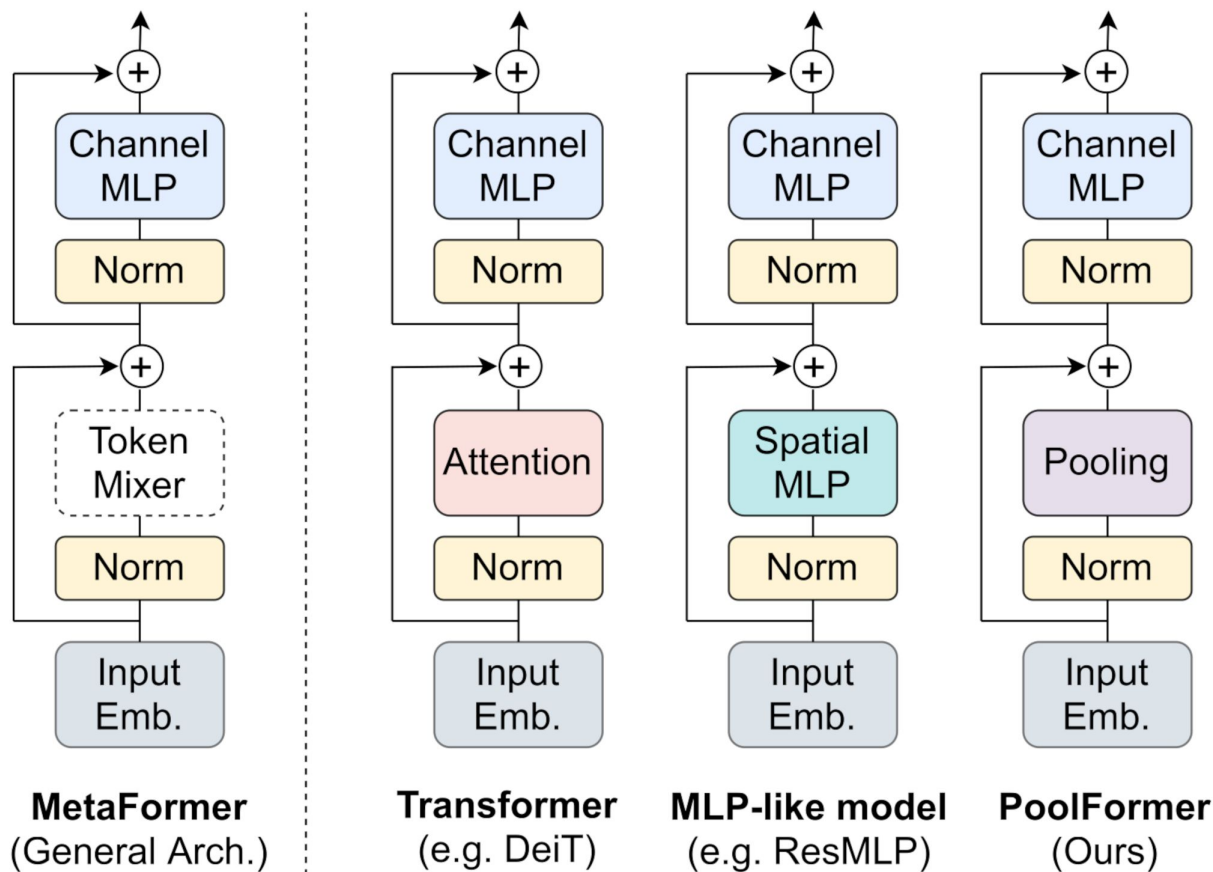 +
Channel
MLP
Norm
+
Token
Mixer
Norm
Input
Emb.
MetaFormer
(General Arch.)
+
Channel
MLP
Norm
+
Attention
Norm
Input
Emb.
Transformer
(e.g. DeiT)
+
Channel
MLP
Norm
+
Spatial
MLP
Norm
Input
Emb.
MLP-like model
(e.g. ResMLP)
+
Channel
MLP
Norm
+
Pooling
Norm
Input
Emb.
PoolFormer
(Ours)